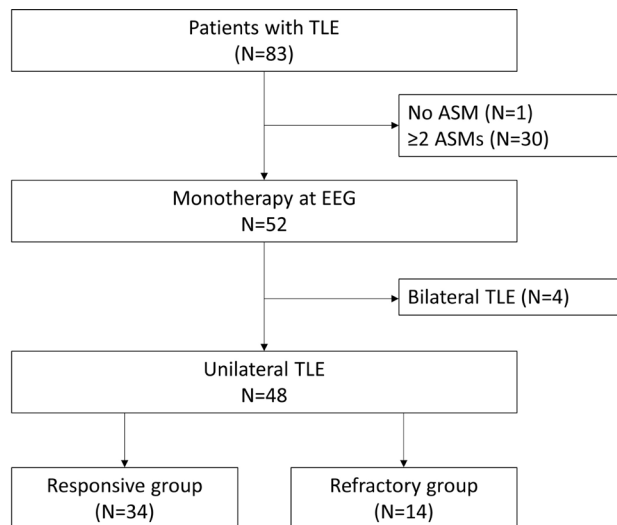 Patients with TLE
(N=83)
No ASM (N=1)
≥2 ASMs (N=30)
Monotherapy at EEG
N=52
Bilateral TLE (N=4)
Unilateral TLE
N=48
Responsive group
(N=34)
Refractory group
(N=14)